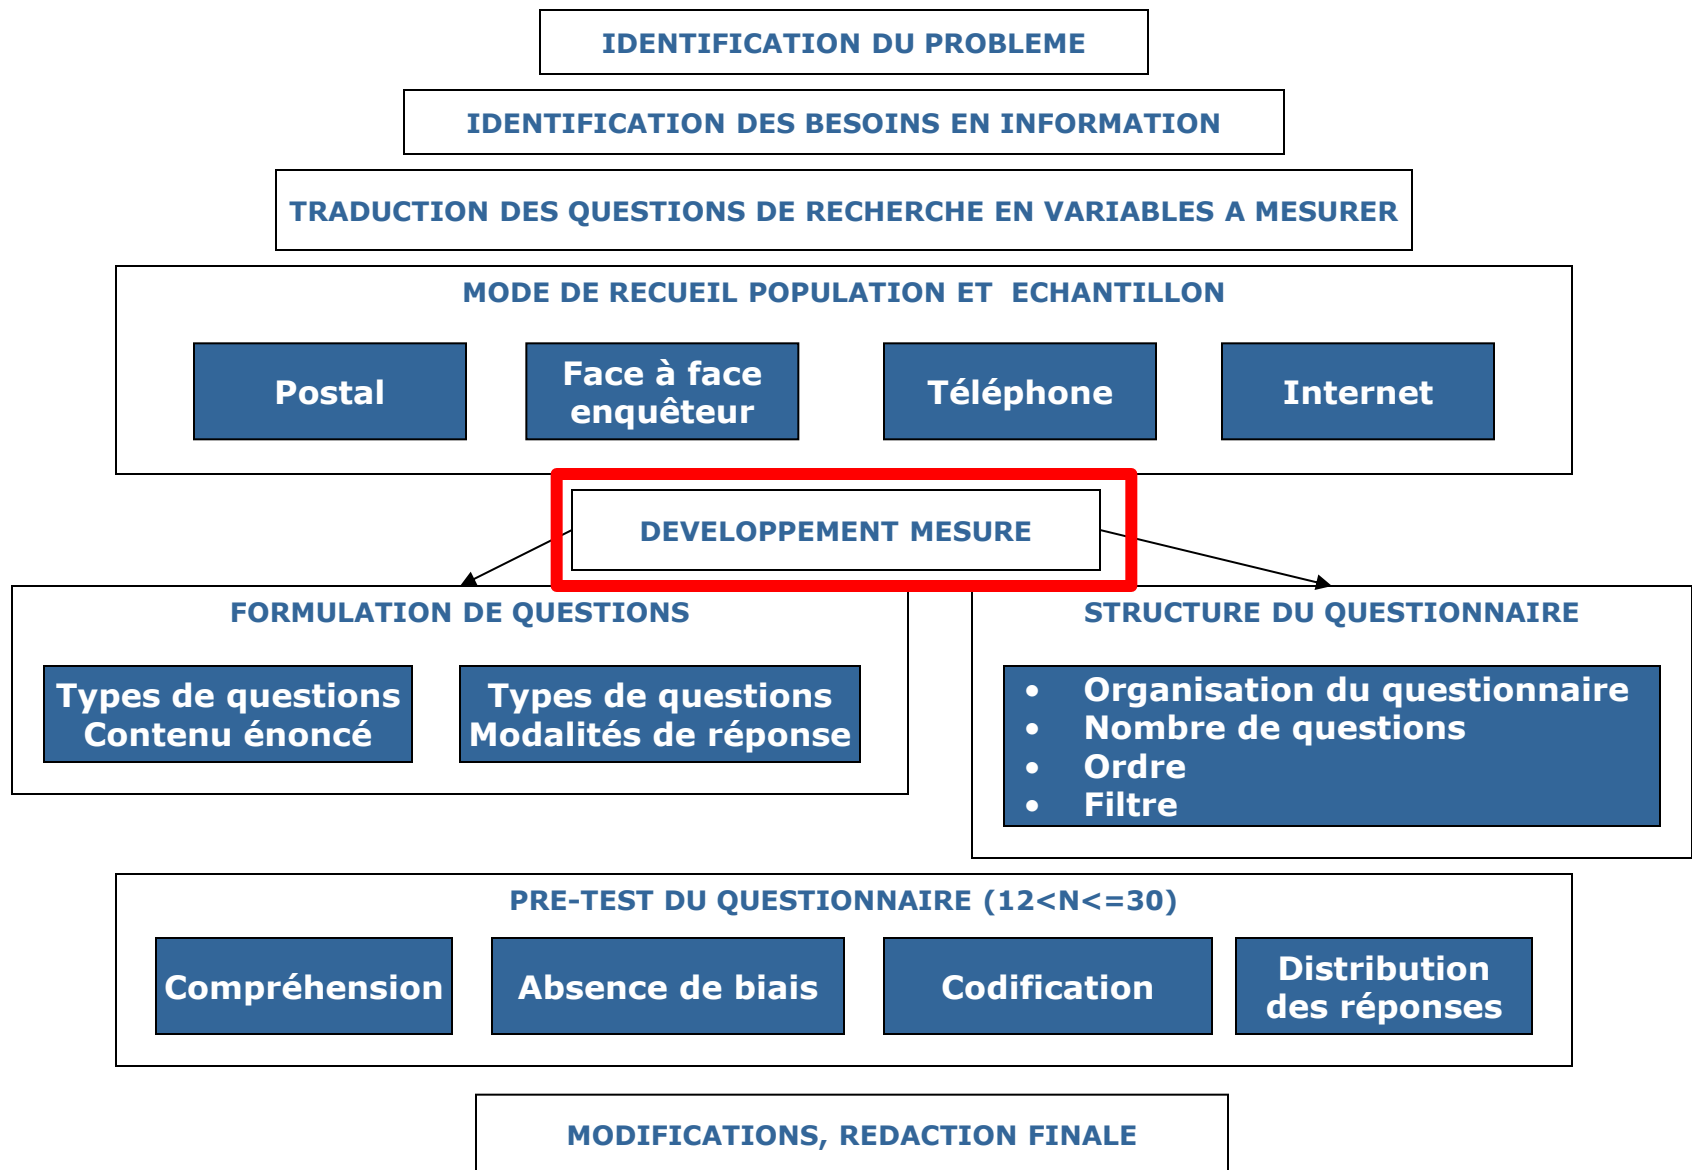 IDENTIFICATION DU PROBLEME
IDENTIFICATION DES BESOINS EN INFORMATION
TRADUCTION DES QUESTIONS DE RECHERCHE EN VARIABLES A MESURER
MODE DE RECUEIL POPULATION ET ECHANTILLON
Postal
Face à face
enquêteur
Téléphone
Internet
DEVELOPPEMENT MESURE
FORMULATION DE QUESTIONS
Types de questions
Contenu énoncé
Types de questions
Modalités de réponse
STRUCTURE DU QUESTIONNAIRE
• Organisation du questionnaire
• Nombre de questions
• Ordre
• Filtre
PRE-TEST DU QUESTIONNAIRE (12<N<=30)
Compréhension
Absence de biais
Codification
Distribution
des réponses
MODIFICATIONS, REDACTION FINALE